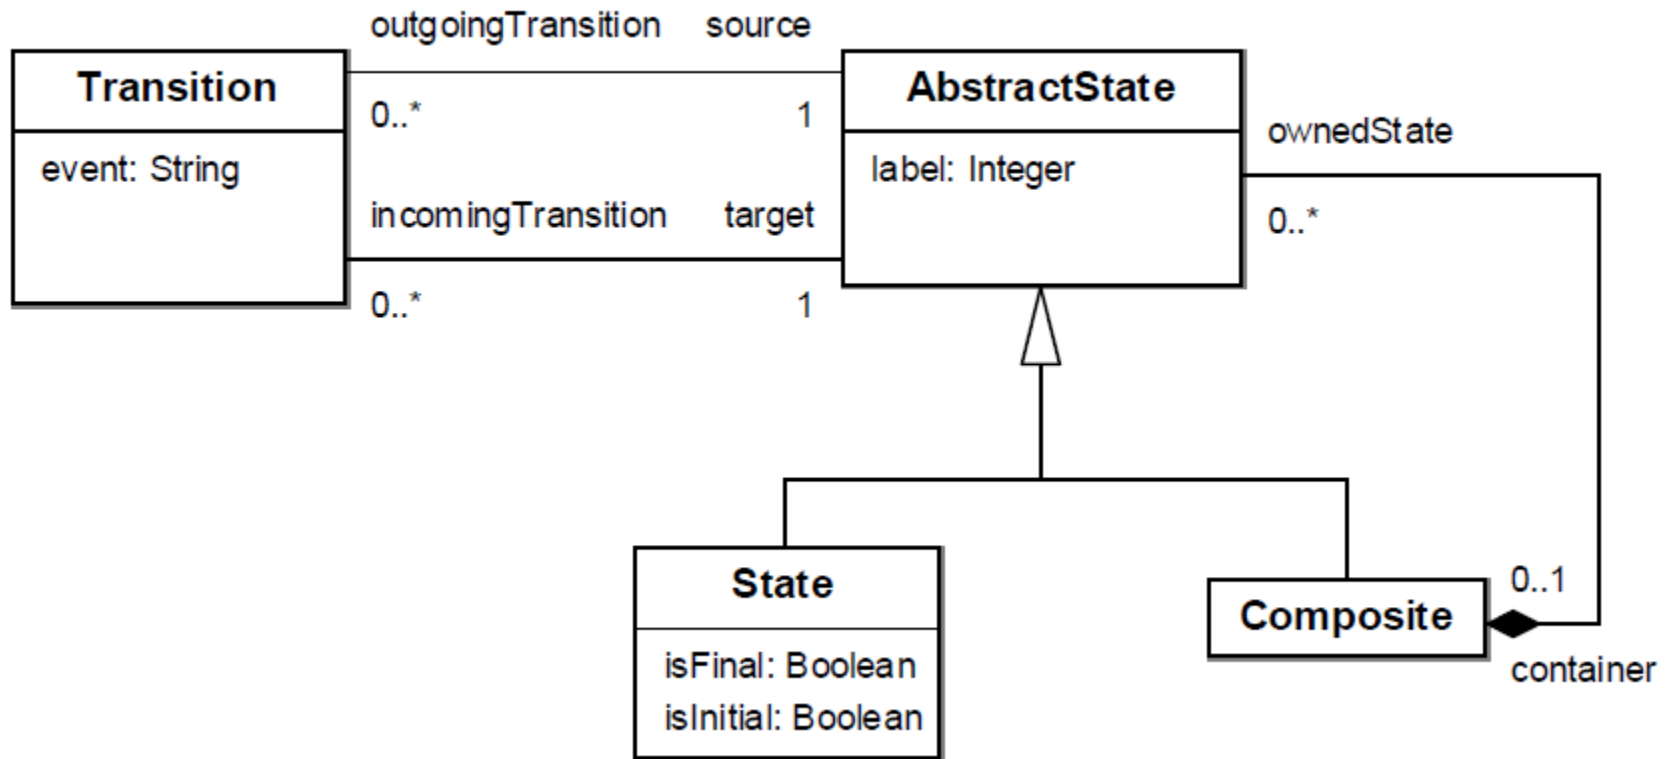 outgoingTransition source
Transition
AbstractState
0..*
1
ownedState
event: String
label: Integer
incomingTransition target
0..*
0..*
1
State
0..1
Composite
isFinal: Boolean
container
isInitial: Boolean